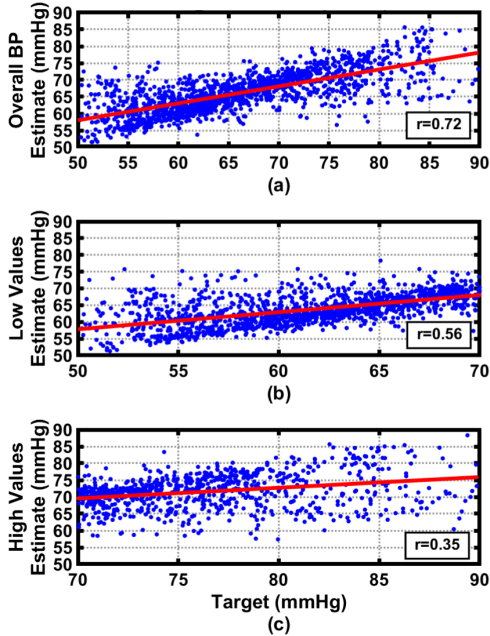 Overall BP
Estimate (mmHg)
90
85
80
75
70
65
60
55
50
r=0.72
50 55 60 65 70 75 80 85 90
(a)
Low Values
Estimate (mmHg)
90
85
80
75
70
65
60
55
50
r=0.56
50 55 60 65 70
(b)
High Values
Estimate (mmHg)
90
85
80
75
70
65
60
55
50
r=0.35
70 75 80 85 90
Target (mmHg)
(c)